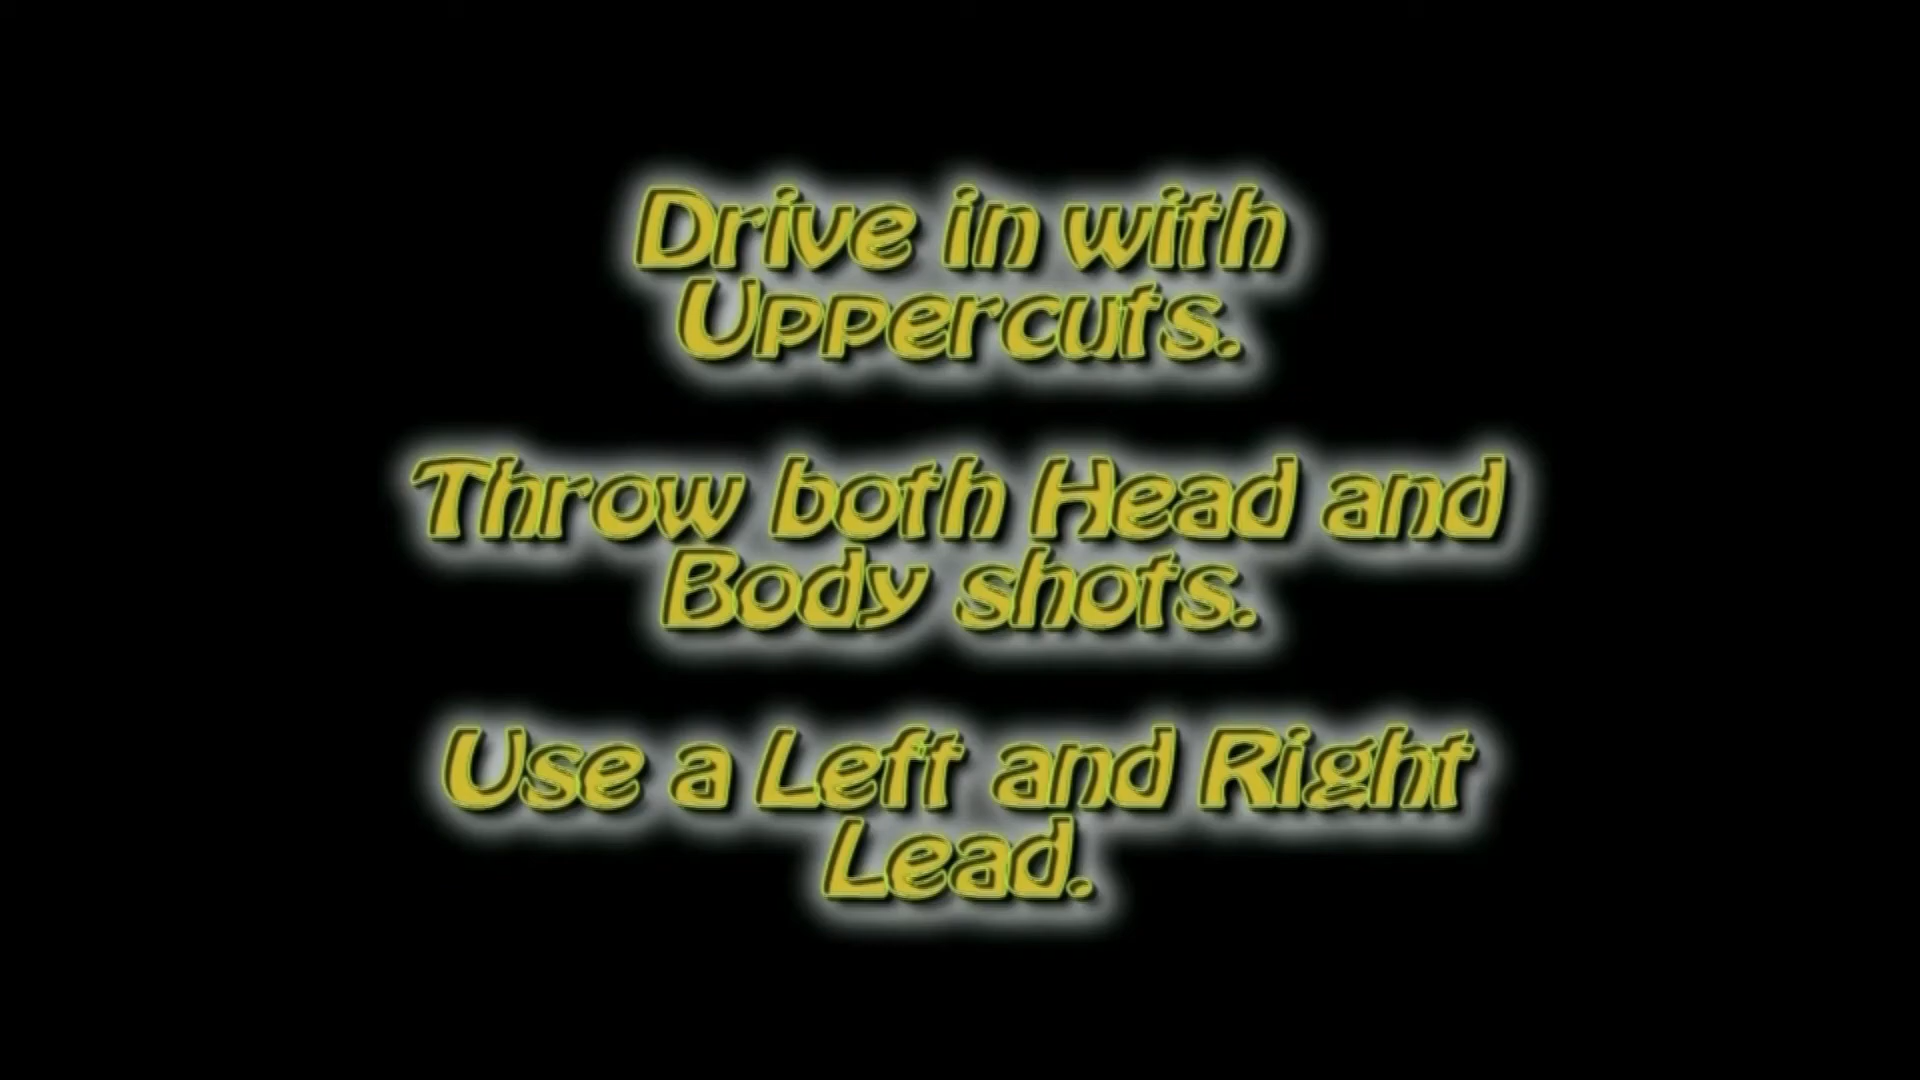 Drive in with
Uppercuts.
Throw both Head and
Body shots.
Use a Left and Right
Lead.